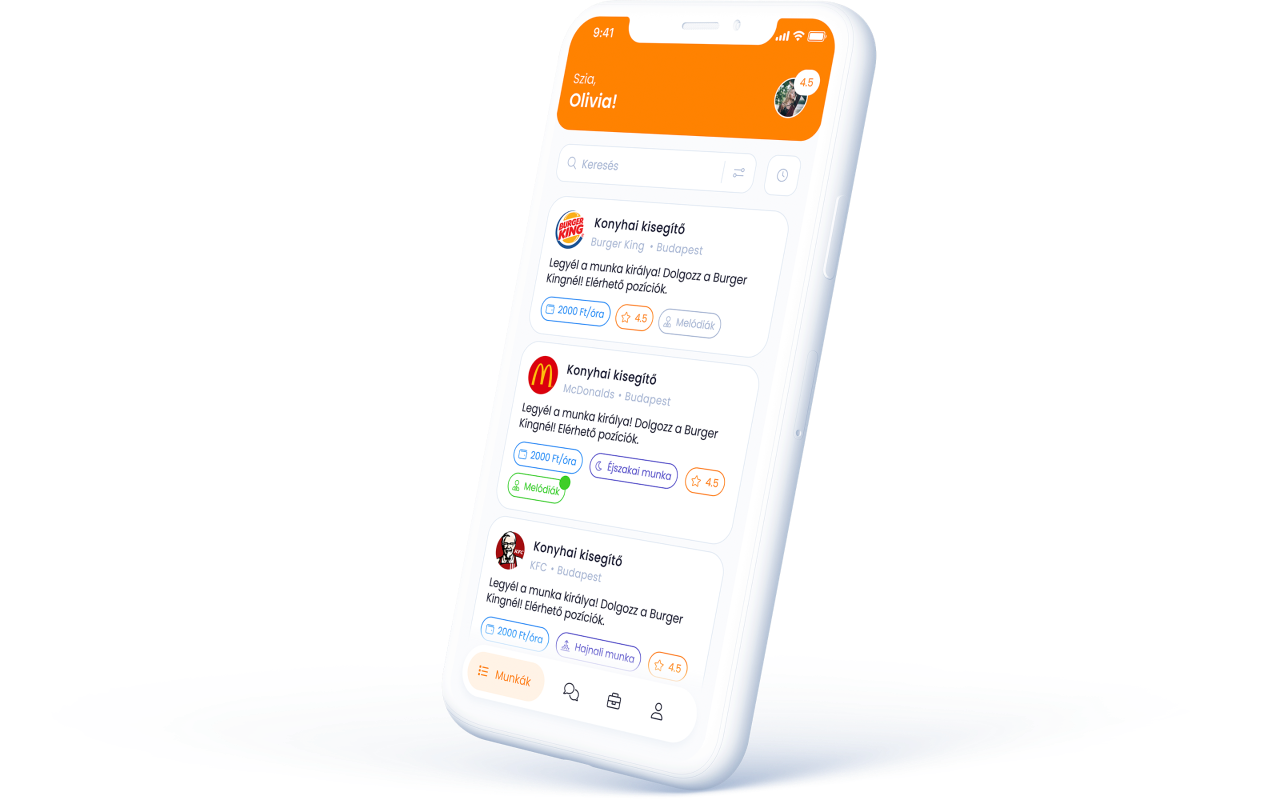 9:41
Szia,
Olivia!
4.5
Keresés
BURGER
KING
Konyhai kisegítő
Burger King • Budapest
Legyél a munka királya! Dolgozz a Burger
Kingnél! Elérhető pozíciók.
2000 Ft/óra
4.5
Melódiák
Konyhai kisegítő
McDonalds • Budapest
Legyél a munka királya! Dolgozz a Burger
Kingnél! Elérhető pozíciók.
2000 Ft/óra
Éjszakai munka
4.5
Melódiák
KFC
Konyhai kisegítő
KFC • Budapest
Legyél a munka királya! Dolgozz a Burger
Kingnél! Elérhető pozíciók.
2000 Ft/óra
Hajnali munka
4.5
Munkák